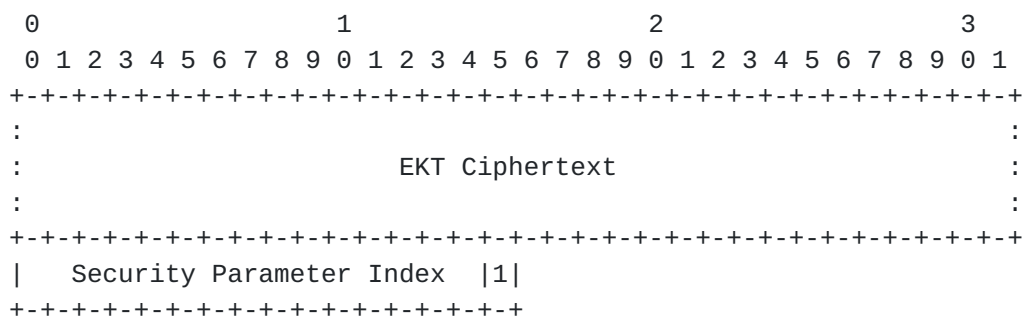 0                   1                   2                   3
 0 1 2 3 4 5 6 7 8 9 0 1 2 3 4 5 6 7 8 9 0 1 2 3 4 5 6 7 8 9 0 1
+-+-+-+-+-+-+-+-+-+-+-+-+-+-+-+-+-+-+-+-+-+-+-+-+-+-+-+-+-+-+-+-+
:                                                               :
:                        EKT Ciphertext                         :
:                                                               :
+-+-+-+-+-+-+-+-+-+-+-+-+-+-+-+-+-+-+-+-+-+-+-+-+-+-+-+-+-+-+-+-+
|   Security Parameter Index  |1|
+-+-+-+-+-+-+-+-+-+-+-+-+-+-+-+-+